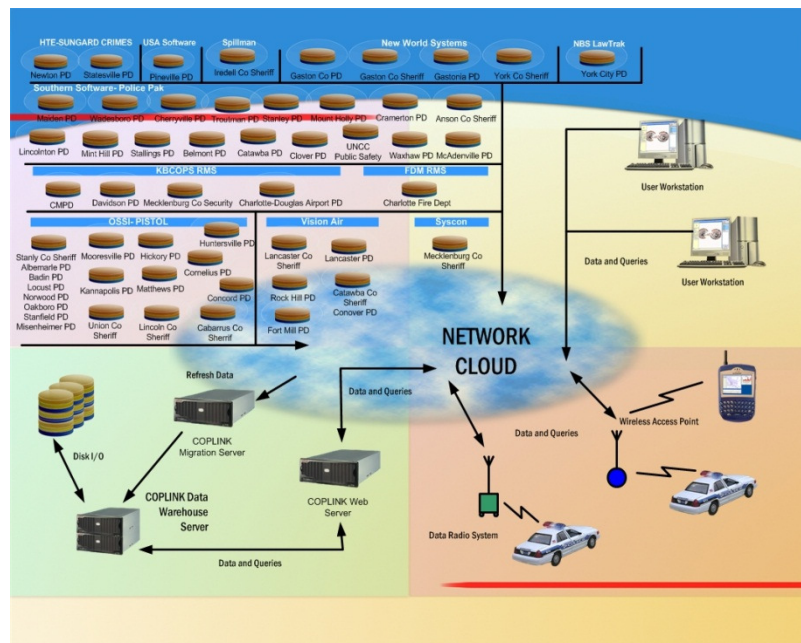 HTE-SUNGARD CRIMES
USA Software
Spillman
New World Systems
NBS LawTrak
Newton PD
Statesville PD
Pineville PD
Iredell Co Sheriff
Gaston Co PD
Gaston Co Sheriff
Gastonia PD
York Co Sheriff
York City PD
Southern Software- Police Pak
Maiden PD
Wadesboro PD
Cherryville PD
Troutman PD
Stanley PD
Mount Holly PD
Cramerton PD
Anson Co Sheriff
Lincolnton PD
Mint Hill PD
Stallings PD
Belmont PD
Catawba PD
Clover PD
UNCC
Public Safety
Waxhaw PD
McAdenville PD
KBCOPS RMS
FDM RMS
CMPD
Davidson PD
Mecklenburg Co Security
Charlotte-Douglas Airport PD
Charlotte Fire Dept
OSSI- PISTOL
Vision Air
Syscon
Stanly Co Sheriff
Albemarle PD
Badin PD
Locust PD
Norwood PD
Oakboro PD
Stanfield PD
Misenheimer PD
Mooresville PD
Hickory PD
Huntersville PD
Kannapolis PD
Matthews PD
Cornelius PD
Concord PD
Union Co
Sheriff
Lincoln Co
Sheriff
Cabarrus Co
Sherrif
Lancaster Co
Sheriff
Lancaster PD
Rock Hill PD
Catawba Co
Sheriff
Conover PD
Fort Mill PD
Mecklenburg Co
Sheriff
User Workstation
Data and Queries
User Workstation
NETWORK
CLOUD
Refresh Data
Data and Queries
COPLINK
Migration Server
Disk I/O
COPLINK Data
Warehouse
Server
COPLINK Web
Server
Data and Queries
Wireless Access Point
Data and Queries
Data Radio System